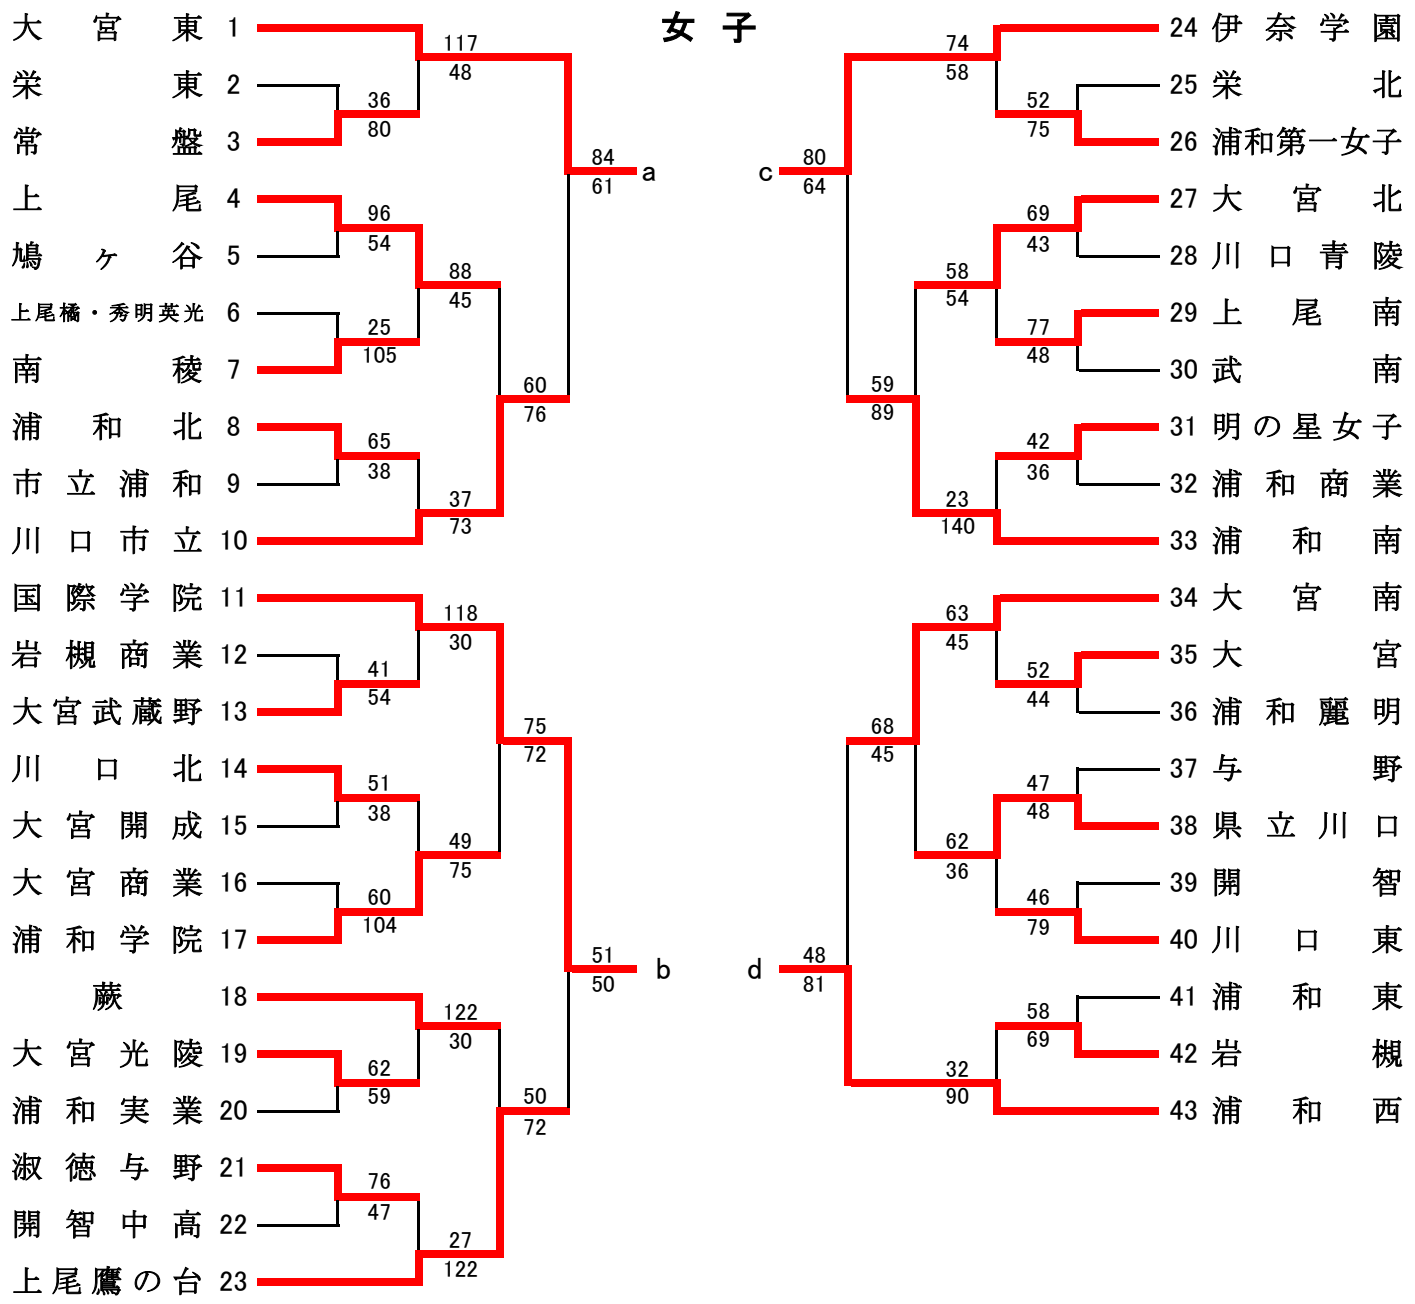 女子
大宮東 1
栄東 2
常盤 3
上尾 4
鳩ヶ谷 5
上尾橘・秀明英光 6
南稜 7
浦和北 8
市立浦和 9
川口市立 10
国際学院 11
岩槻商業 12
大宮武蔵野 13
川口北 14
大宮開成 15
大宮商業 16
浦和学院 17
蕨 18
大宮光陵 19
浦和実業 20
淑徳与野 21
開智中高 22
上尾鷹の台 23
117
48
36
80
96
54
88
45
25
105
65
38
37
73
60
76
84
61
a
118
30
41
54
51
38
60
104
49
75
75
72
122
30
62
59
76
47
27
122
50
72
51
50
b
24 伊奈学園
25 栄北
26 浦和第一女子
27 大宮北
28 川口青陵
29 上尾南
30 武南
31 明の星女子
32 浦和商業
33 浦和南
34 大宮南
35 大宮
36 浦和麗明
37 与野
38 県立川口
39 開智
40 川口東
41 浦和東
42 岩槻
43 浦和西
74
58
52
75
69
43
58
54
77
48
42
36
23
140
59
89
c
80
64
63
45
52
44
47
48
62
36
46
79
68
45
58
69
32
90
d
48
81